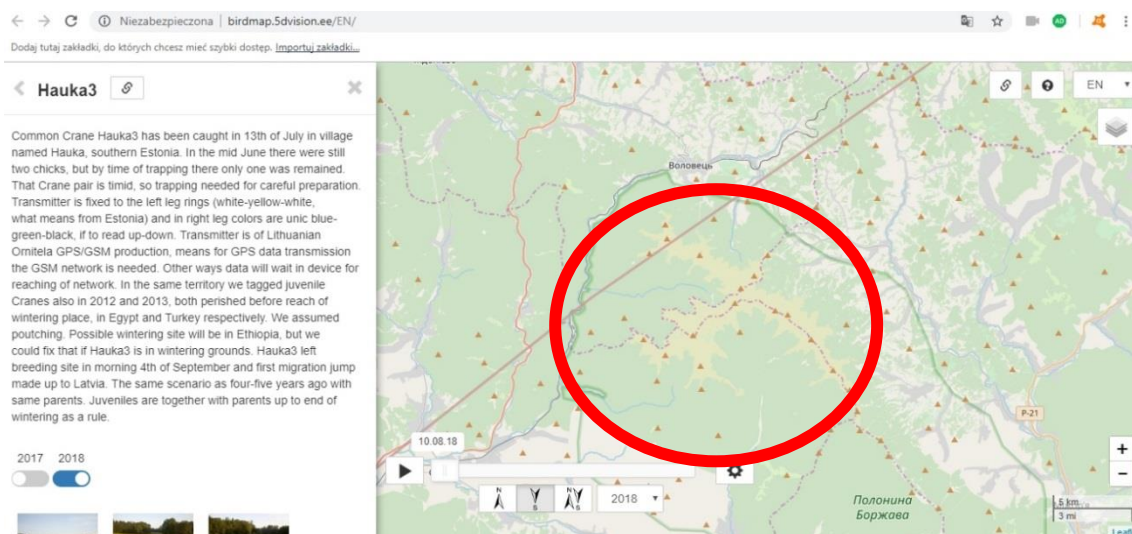 Niezabezpieczona | birdmap.5dvision.ee/EN/
Dodaj tutaj zakładki, do których chcesz mieć szybki dostęp. Importuj zakładki...
Hauka3
EN
Common Crane Hauka3 has been caught in 13th of July in village
named Hauka, southern Estonia. In the mid June there were still
two chicks, but by time of trapping there only one was remained.
That Crane pair is timid, so trapping needed for careful preparation.
Transmitter is fixed to the left leg rings (white-yellow-white,
what means from Estonia) and in right leg colors are unic blue-
green-black, if to read up-down. Transmitter is of Lithuanian
Ornitela GPS/GSM production, means for GPS data transmission
the GSM network is needed. Other ways data will wait in device for
reaching of network. In the same territory we tagged juvenile
Cranes also in 2012 and 2013, both perished before reach of
wintering place, in Egypt and Turkey respectively. We assumed
poutching. Possible wintering site will be in Ethiopia, but we
could fix that if Hauka3 is in wintering grounds. Hauka3 left
breeding site in morning 4th of September and first migration jump
made up to Latvia. The same scenario as four-five years ago with
same parents. Juveniles are together with parents up to end of
wintering as a rule.
2017 2018
Воловець
P-21
10.08.18
N
S
N
S
2018
Полонина
Боржава
+
−
5 km
3 mi